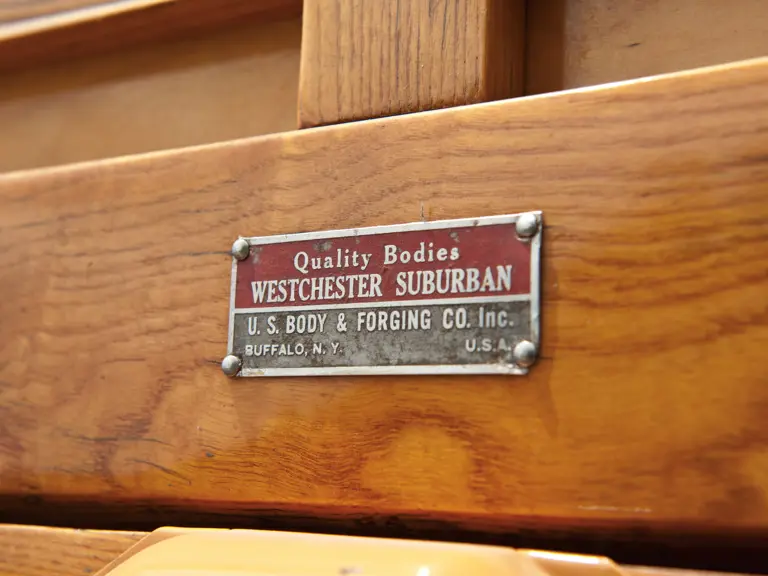 Quality Bodies
WESTCHESTER SUBURBAN
U. S. BODY & FORGING CO. Inc.
BUFFALO, N. Y. U.S.A.